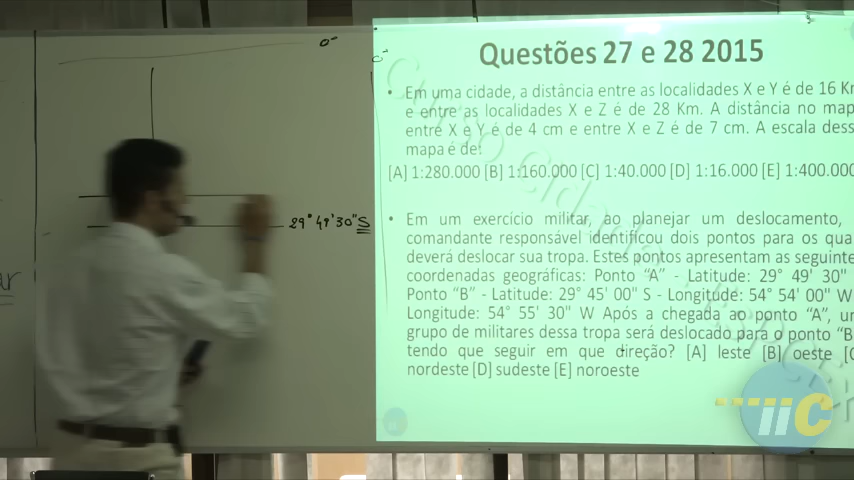 0°
0°
29° 49' 30" S
ar
Questões 27 e 28 2015
• Em uma cidade, a distância entre as localidades X e Y é de 16 Km
e entre as localidades X e Z é de 28 Km. A distância no map
entre X e Y é de 4 cm e entre X e Z é de 7 cm. A escala dess
mapa é de:
[A] 1:280.000 [B] 1:160.000 [C] 1:40.000 [D] 1:16.000 [E] 1:400.000
• Em um exercício militar, ao planejar um deslocamento,
comandante responsável identificou dois pontos para os qua
deverá deslocar sua tropa. Estes pontos apresentam as seguinte
coordenadas geográficas: Ponto “A” - Latitude: 29° 49' 30"
Ponto “B” - Latitude: 29° 45' 00" S - Longitude: 54° 54' 00" W
Longitude: 54° 55' 30" W Após a chegada ao ponto “A”, um
grupo de militares dessa tropa será deslocado para o ponto “B
tendo que seguir em que direção? [A] leste [B] oeste [C
nordeste [D] sudeste [E] noroeste
iiC